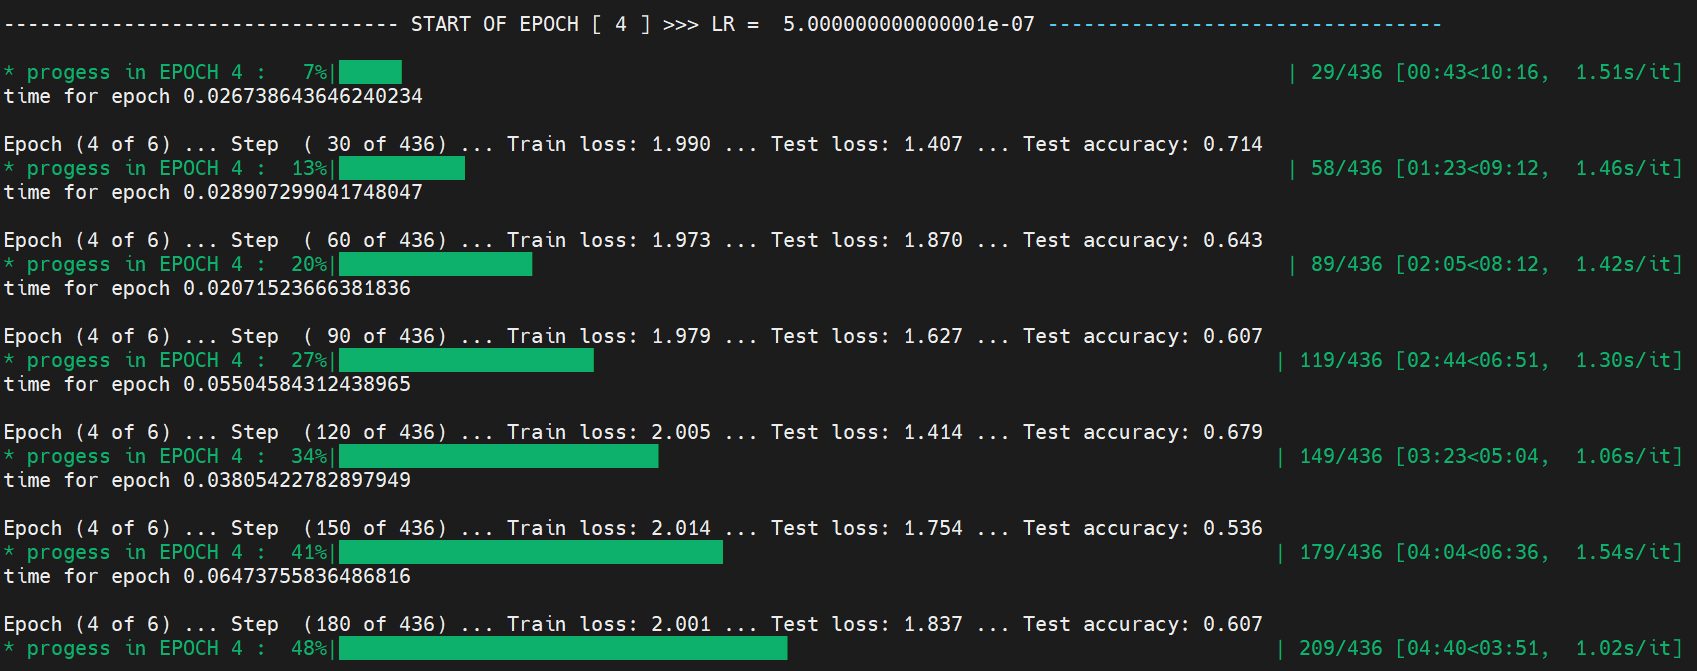 --------------------------------- START OF EPOCH [ 4 ] >>> LR =  5.000000000000001e-07 ---------------------------------
* progess in EPOCH 4 :   7%| | 29/436 [00:43<10:16,  1.51s/it]
time for epoch 0.026738643646240234
Epoch (4 of 6) ... Step  ( 30 of 436) ... Train loss: 1.990 ... Test loss: 1.407 ... Test accuracy: 0.714
* progess in EPOCH 4 :  13%| | 58/436 [01:23<09:12,  1.46s/it]
time for epoch 0.028907299041748047
Epoch (4 of 6) ... Step  ( 60 of 436) ... Train loss: 1.973 ... Test loss: 1.870 ... Test accuracy: 0.643
* progess in EPOCH 4 :  20%| | 89/436 [02:05<08:12,  1.42s/it]
time for epoch 0.02071523666381836
Epoch (4 of 6) ... Step  ( 90 of 436) ... Train loss: 1.979 ... Test loss: 1.627 ... Test accuracy: 0.607
* progess in EPOCH 4 :  27%| | 119/436 [02:44<06:51,  1.30s/it]
time for epoch 0.05504584312438965
Epoch (4 of 6) ... Step  (120 of 436) ... Train loss: 2.005 ... Test loss: 1.414 ... Test accuracy: 0.679
* progess in EPOCH 4 :  34%| | 149/436 [03:23<05:04,  1.06s/it]
time for epoch 0.03805422782897949
Epoch (4 of 6) ... Step  (150 of 436) ... Train loss: 2.014 ... Test loss: 1.754 ... Test accuracy: 0.536
* progess in EPOCH 4 :  41%| | 179/436 [04:04<06:36,  1.54s/it]
time for epoch 0.06473755836486816
Epoch (4 of 6) ... Step  (180 of 436) ... Train loss: 2.001 ... Test loss: 1.837 ... Test accuracy: 0.607
* progess in EPOCH 4 :  48%| | 209/436 [04:40<03:51,  1.02s/it]